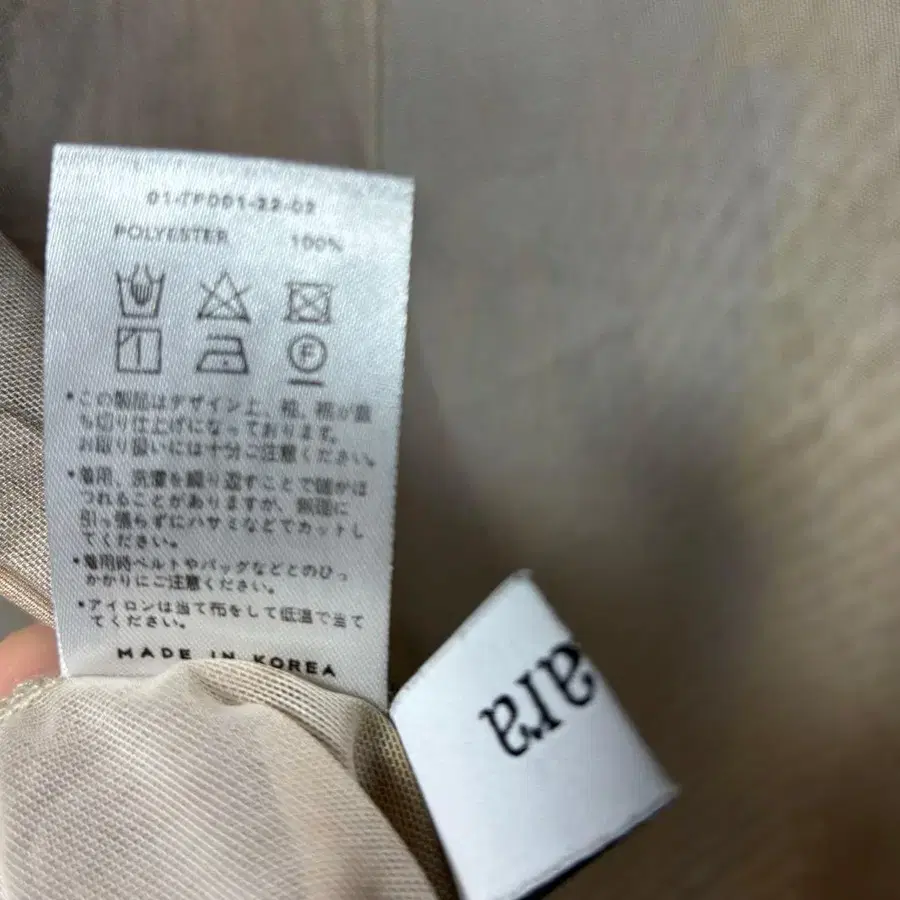 01-TP001-22-02
POLYESTER 100%
・この製品はデザイン上、裾、袖が裁
ち切り仕上げになっております。
お取り扱いには十分ご注意ください。
・着用、洗濯を繰り返すことで糸がほ
つれることがありますが、無理に
引っ張らずにハサミなどでカットし
てください。
・着用時ベルトやバッグなどとのひっ
かかりにご注意ください。
・アイロンは当て布をして低温で当て
てください。
MADE IN KOREA
ara